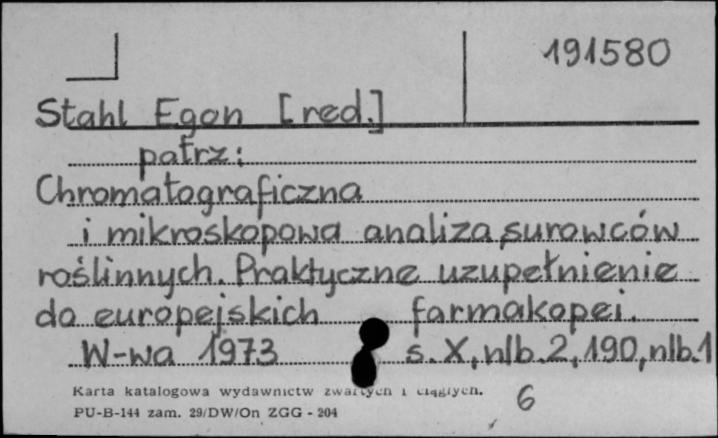 191580
Stahl Egon [red.]
patrz:
Chromatograficzna
i mikroskopowa analiza surowców
roślinnych. Praktyczne uzupełnienie
do europejskich farmakopei.
W-wa 1973 s. X, nlb. 2, 190, nlb. 1
Karta katalogowa wydawnictw zwartych i ciągłych.
6
PU-B-144 zam. 29/DW/On ZGG - 204